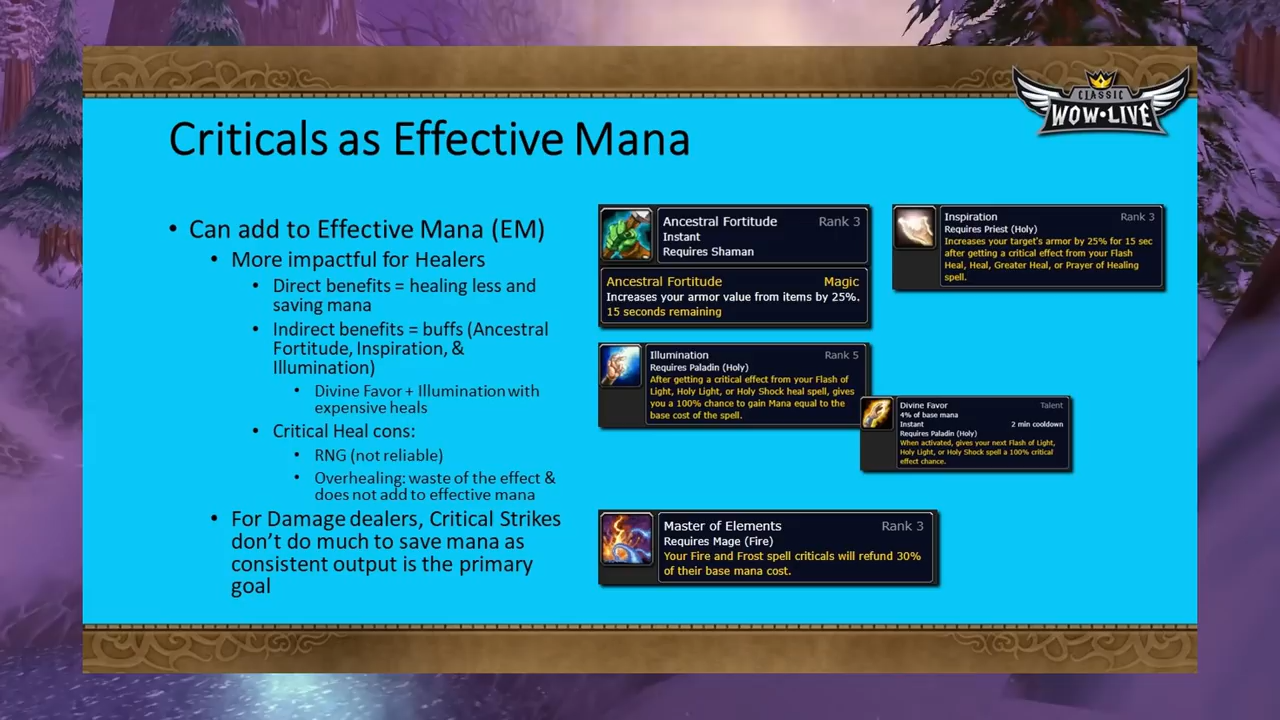 CLASSIC
WOW•LIVE
Criticals as Effective Mana
• Can add to Effective Mana (EM)
• More impactful for Healers
• Direct benefits = healing less and
saving mana
• Indirect benefits = buffs (Ancestral
Fortitude, Inspiration, &
Illumination)
• Divine Favor + Illumination with
expensive heals
• Critical Heal cons:
• RNG (not reliable)
• Overhealing: waste of the effect &
does not add to effective mana
• For Damage dealers, Critical Strikes
don’t do much to save mana as
consistent output is the primary
goal
Ancestral Fortitude Rank 3
Instant
Requires Shaman
Ancestral Fortitude Magic
Increases your armor value from items by 25%.
15 seconds remaining
Inspiration Rank 3
Requires Priest (Holy)
Increases your target's armor by 25% for 15 sec
after getting a critical effect from your Flash
Heal, Heal, Greater Heal, or Prayer of Healing
spell.
Illumination Rank 5
Requires Paladin (Holy)
After getting a critical effect from your Flash of
Light, Holy Light, or Holy Shock heal spell, gives
you a 100% chance to gain Mana equal to the
base cost of the spell.
Divine Favor Talent
4% of base mana
Instant 2 min cooldown
Requires Paladin (Holy)
When activated, gives your next Flash of Light,
Holy Light, or Holy Shock spell a 100% critical
effect chance.
Master of Elements Rank 3
Requires Mage (Fire)
Your Fire and Frost spell criticals will refund 30%
of their base mana cost.